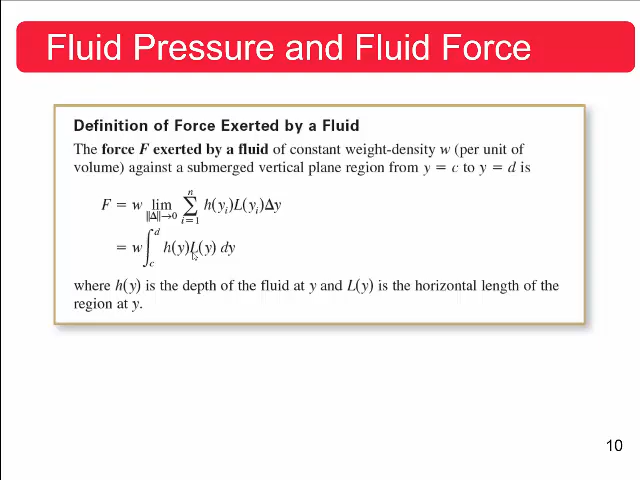 Fluid Pressure and Fluid Force
Definition of Force Exerted by a Fluid
The force F exerted by a fluid of constant weight-density w (per unit of
volume) against a submerged vertical plane region from y = c to y = d is
F = w lim ||Δ||→0 ∑ i=1 n h(yᵢ)L(yᵢ)Δy
= w ∫ c d h(y)L(y) dy
where h(y) is the depth of the fluid at y and L(y) is the horizontal length of the
region at y.
10